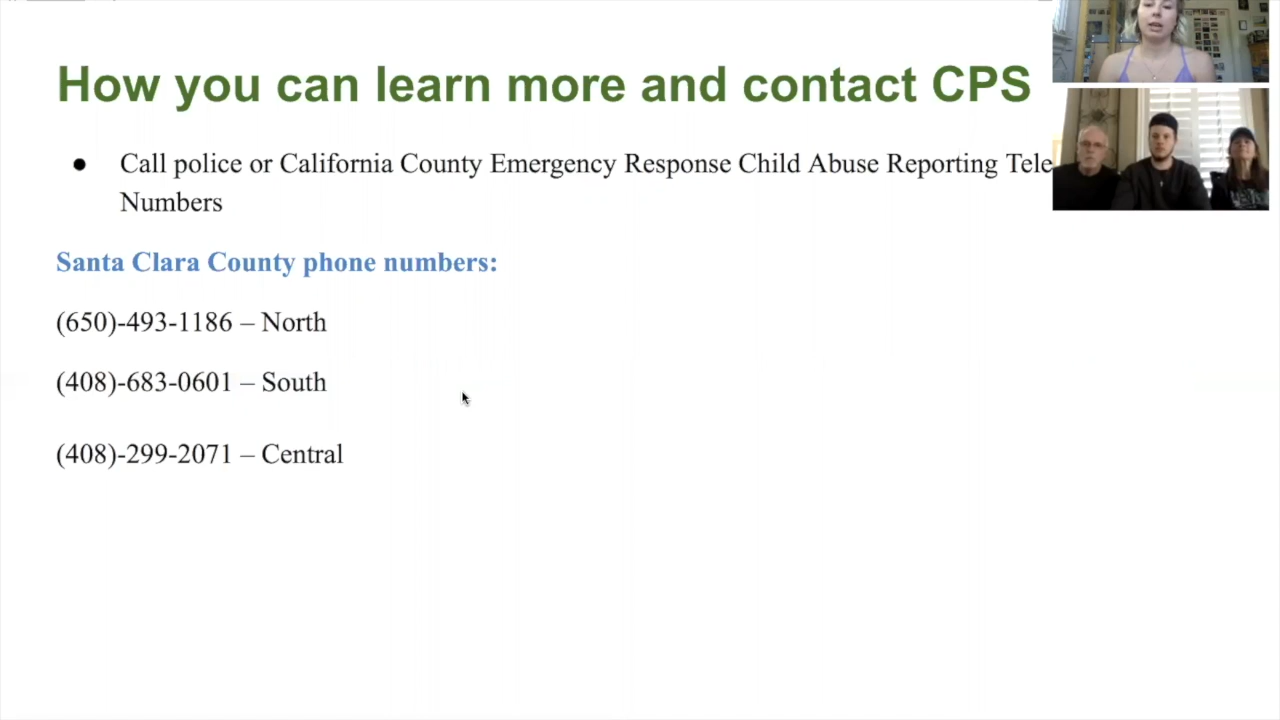 How you can learn more and contact CPS
● Call police or California County Emergency Response Child Abuse Reporting Tele
Numbers
Santa Clara County phone numbers:
(650)-493-1186 – North
(408)-683-0601 – South
(408)-299-2071 – Central